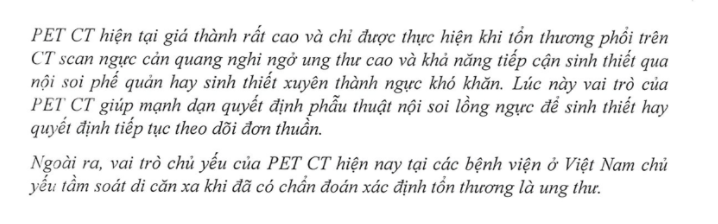 PET CT hiện tại giá thành rất cao và chỉ được thực hiện khi tổn thương phổi trên
CT scan ngực cản quang nghi ngờ ung thư cao và khả năng tiếp cận sinh thiết qua
nội soi phế quản hay sinh thiết xuyên thành ngực khó khăn. Lúc này vai trò của
PET CT giúp mạnh dạn quyết định phẫu thuật nội soi lồng ngực để sinh thiết hay
quyết định tiếp tục theo dõi đơn thuần.
Ngoài ra, vai trò chủ yếu của PET CT hiện nay tại các bệnh viện ở Việt Nam chủ
yếu tầm soát di căn xa khi đã có chẩn đoán xác định tổn thương là ung thư.